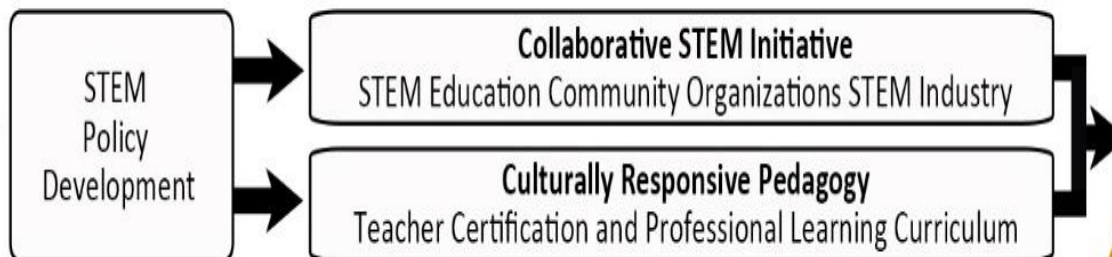 STEM
Policy
Development
Collaborative STEM Initiative
STEM Education Community Organizations STEM Industry
Culturally Responsive Pedagogy
Teacher Certification and Professional Learning Curriculum